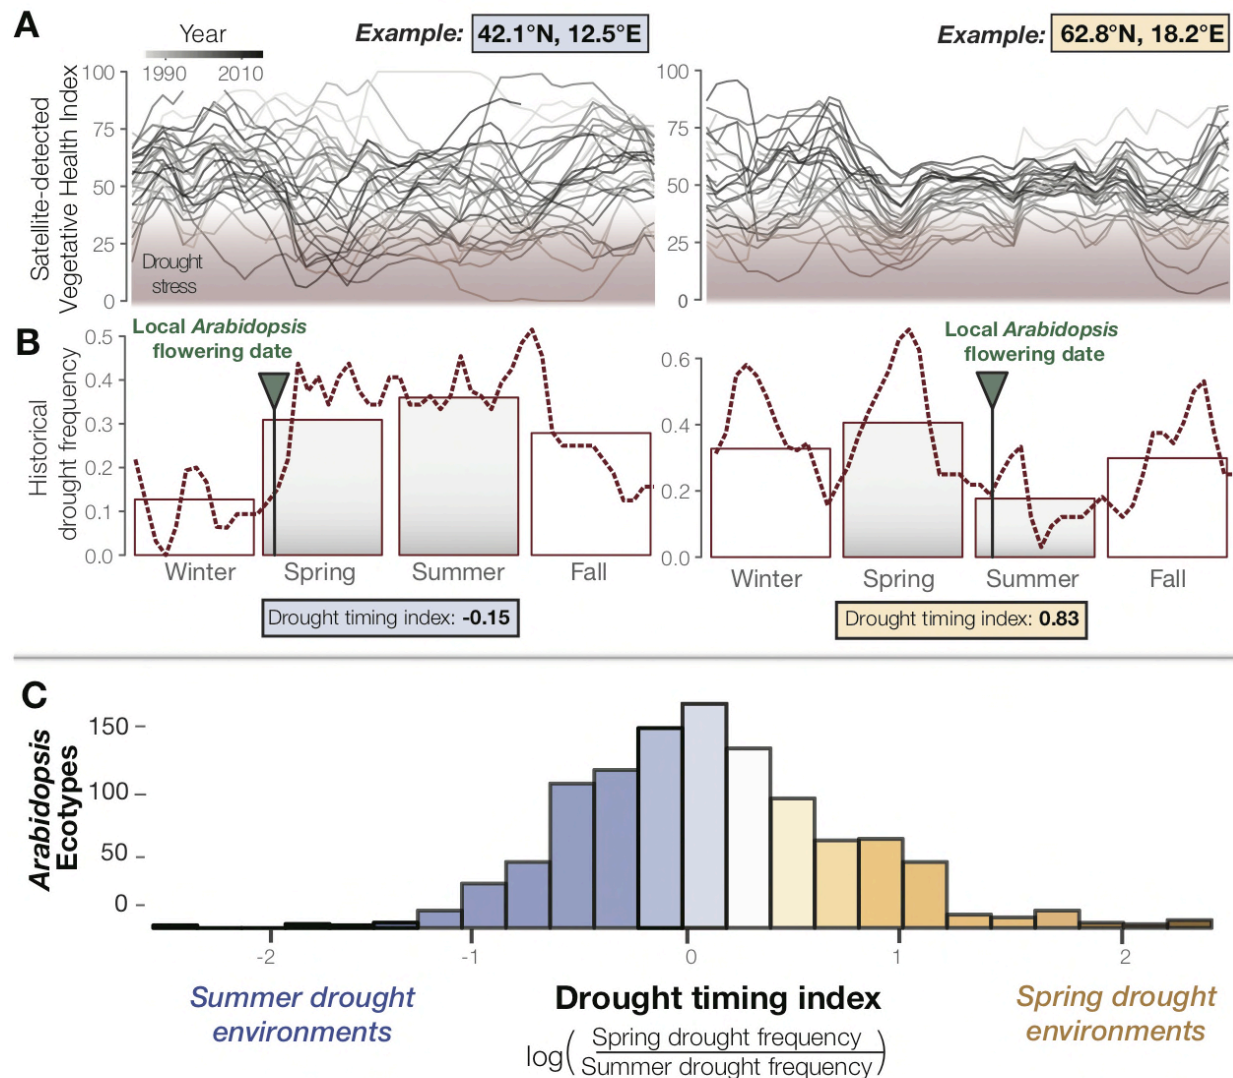 A
Year
1990 2010
Example: 42.1°N, 12.5°E
Example: 62.8°N, 18.2°E
Satellite-detected
Vegetative Health Index
100
75
50
25
0
Drought
stress
100
75
50
25
0
B
Local Arabidopsis
flowering date
Local Arabidopsis
flowering date
Historical
drought frequency
0.5
0.4
0.3
0.2
0.1
0.0
0.6
0.4
0.2
0.0
Winter Spring Summer Fall
Winter Spring Summer Fall
Drought timing index: -0.15
Drought timing index: 0.83
C
Arabidopsis
Ecotypes
150
100
50
0
-2 -1 0 1 2
Summer drought
environments
Drought timing index
log(Spring drought frequency
Summer drought frequency)
Spring drought
environments